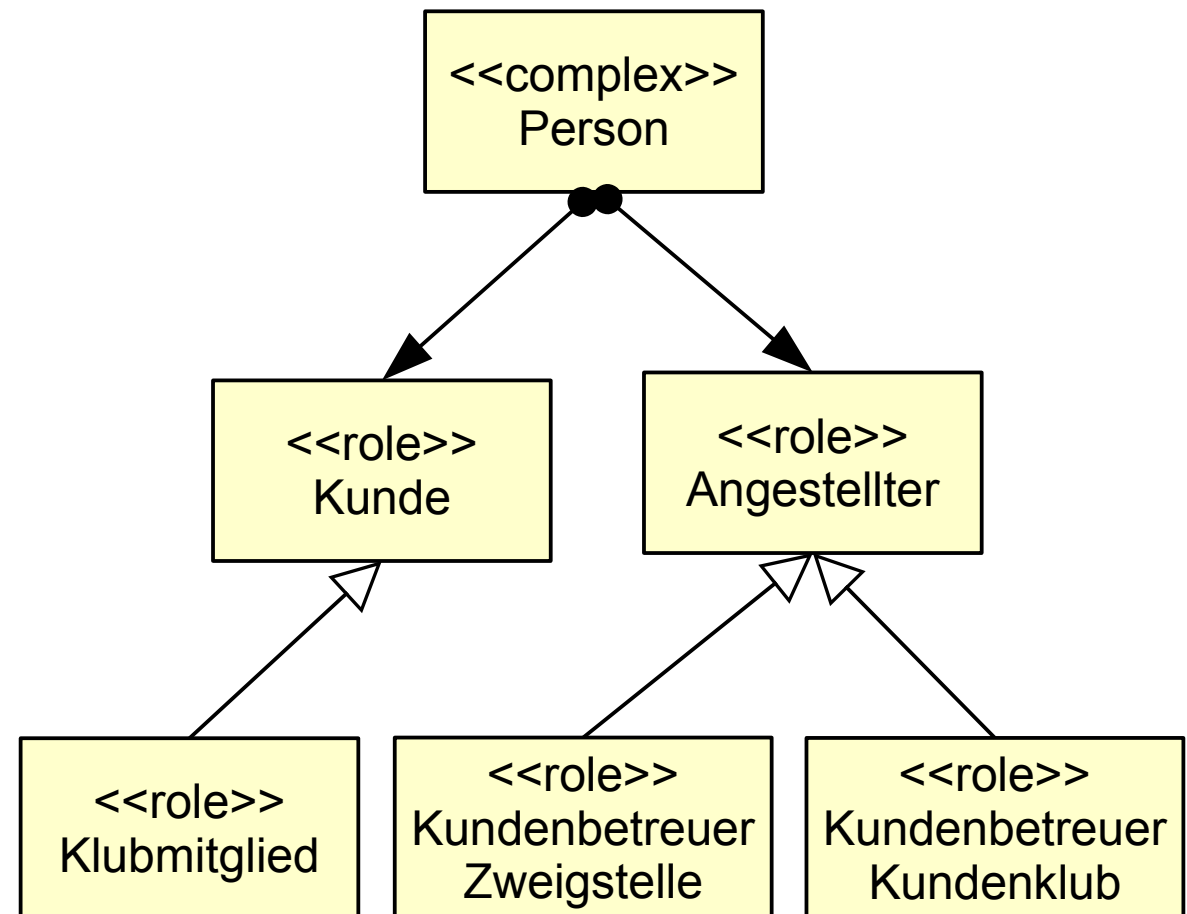 <<complex>>
Person
<<role>>
Kunde
<<role>>
Angestellter
<<role>>
Klubmitglied
<<role>>
Kundenbetreuer
Zweigstelle
<<role>>
Kundenbetreuer
Kundenklub